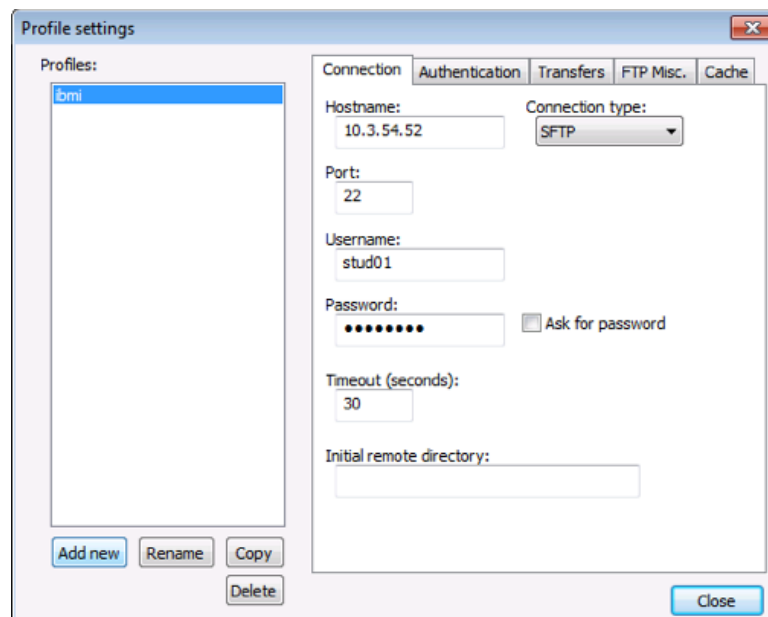 Profile settings
Profiles:
ibmi
Add new
Rename
Copy
Delete
Connection
Authentication
Transfers
FTP Misc.
Cache
Hostname:
10.3.54.52
Connection type:
SFTP
Port:
22
Username:
stud01
Password:
●●●●●●●●
Ask for password
Timeout (seconds):
30
Initial remote directory:
Close